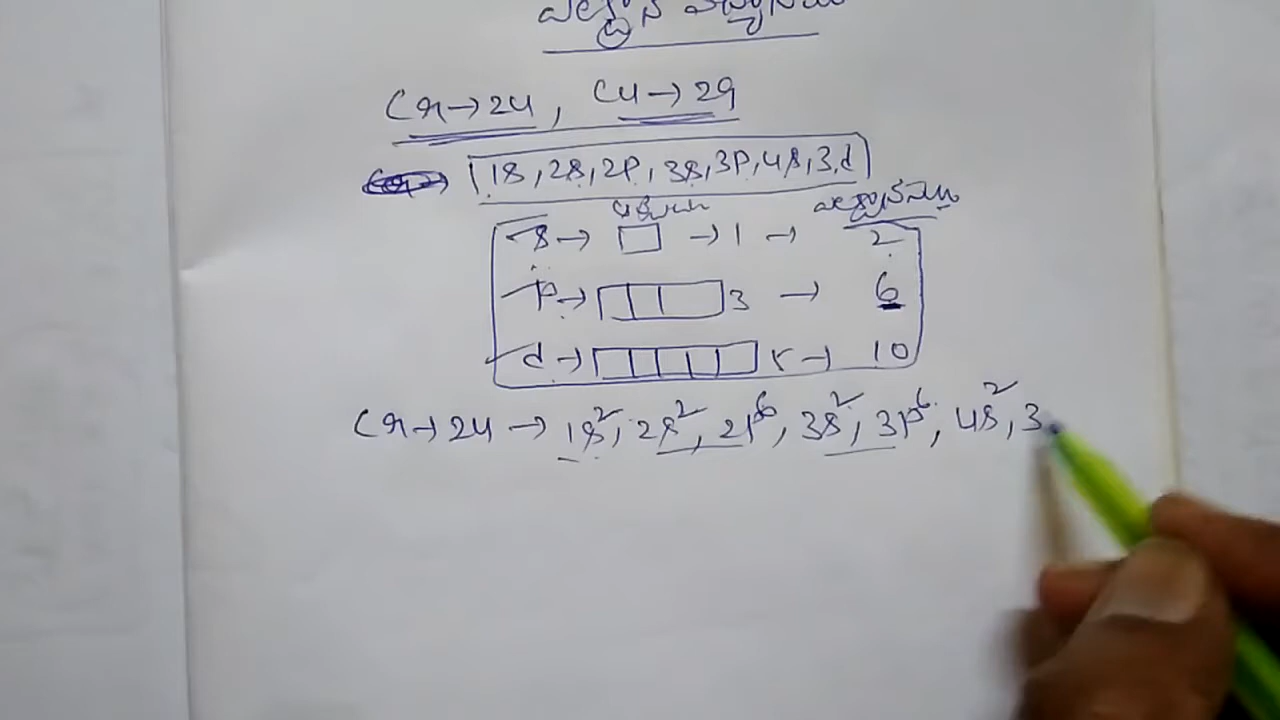 Cr→24, Cu→29
1s, 2s, 2p, 3s, 3p, 4s, 3d
s→ →1→ 2
p→ 3 → 6
d→ 5→ 10
Cr→24→ 1s², 2s², 2p⁶, 3s², 3p⁶, 4s², 3